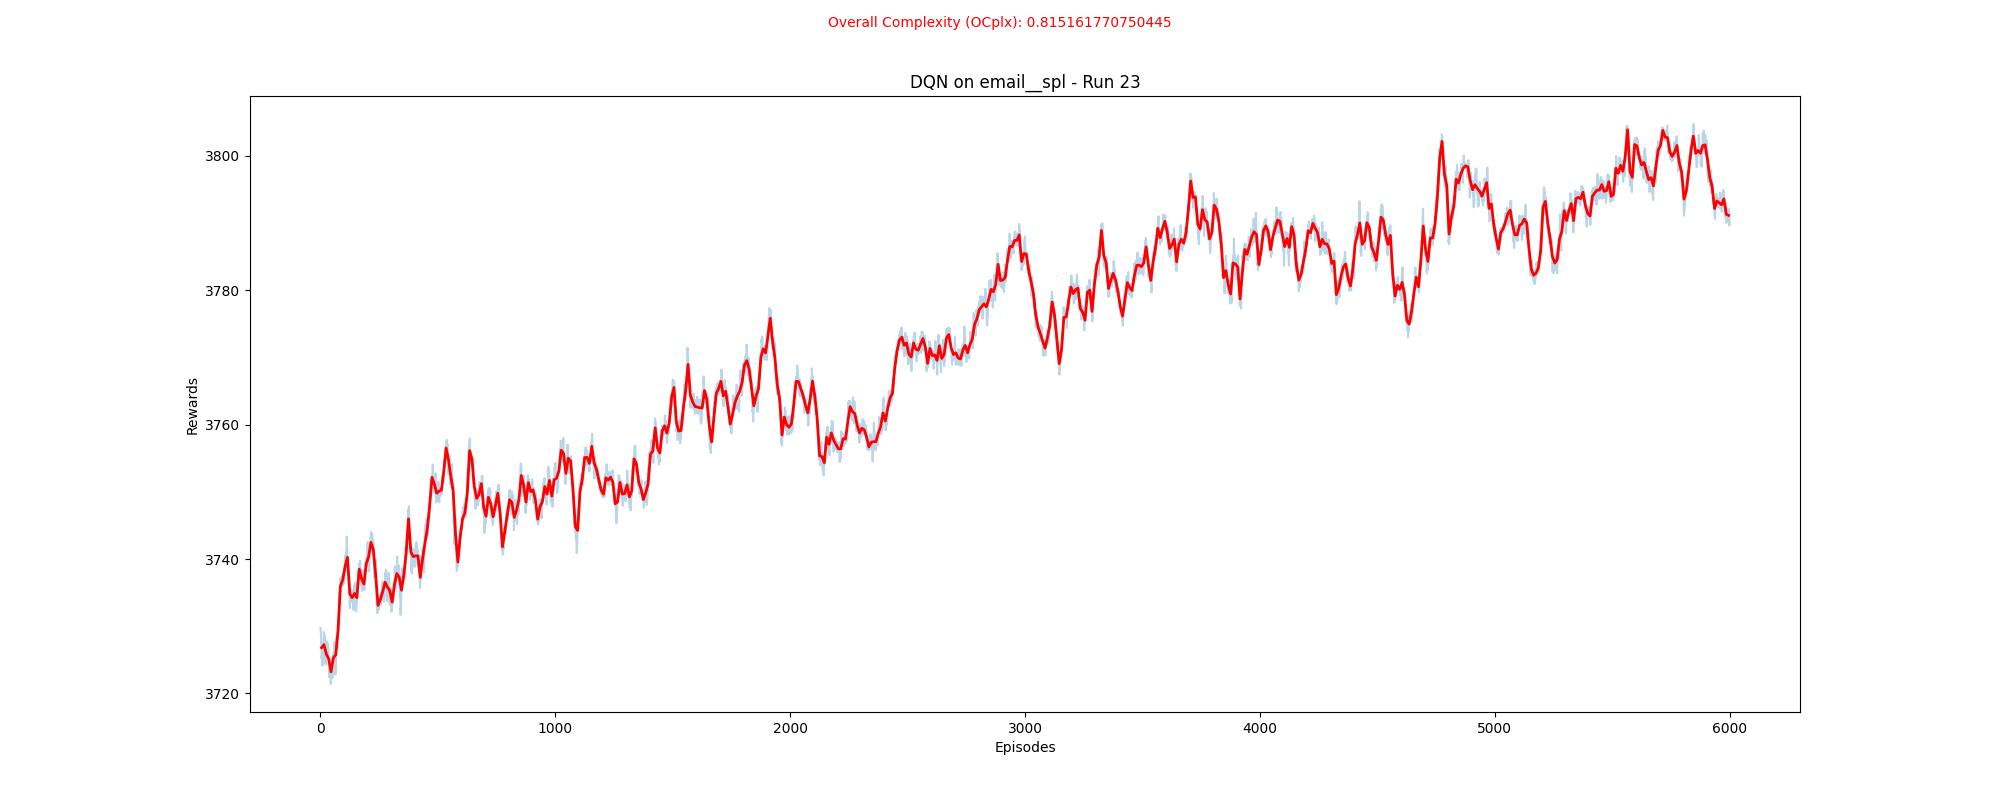 Overall Complexity (OCplx): 0.815161770750445
DQN on email__spl - Run 23
3800
3780
3760
3740
3720
Rewards
0 1000 2000 3000 4000 5000 6000
Episodes